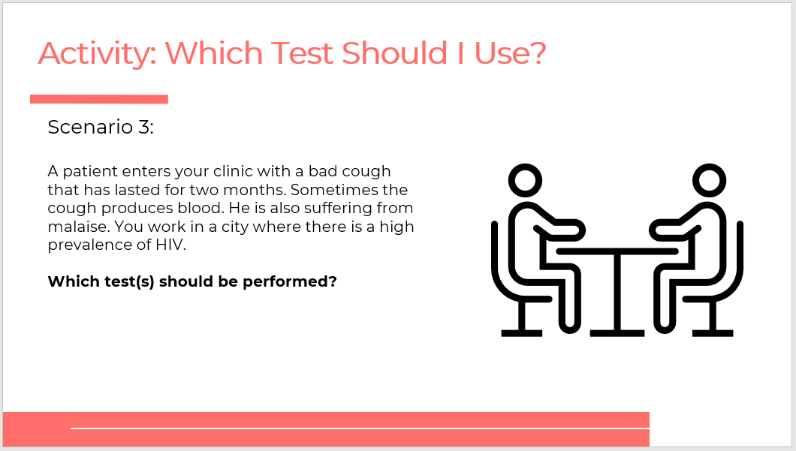 Activity: Which Test Should I Use?
Scenario 3:
A patient enters your clinic with a bad cough
that has lasted for two months. Sometimes the
cough produces blood. He is also suffering from
malaise. You work in a city where there is a high
prevalence of HIV.
Which test(s) should be performed?